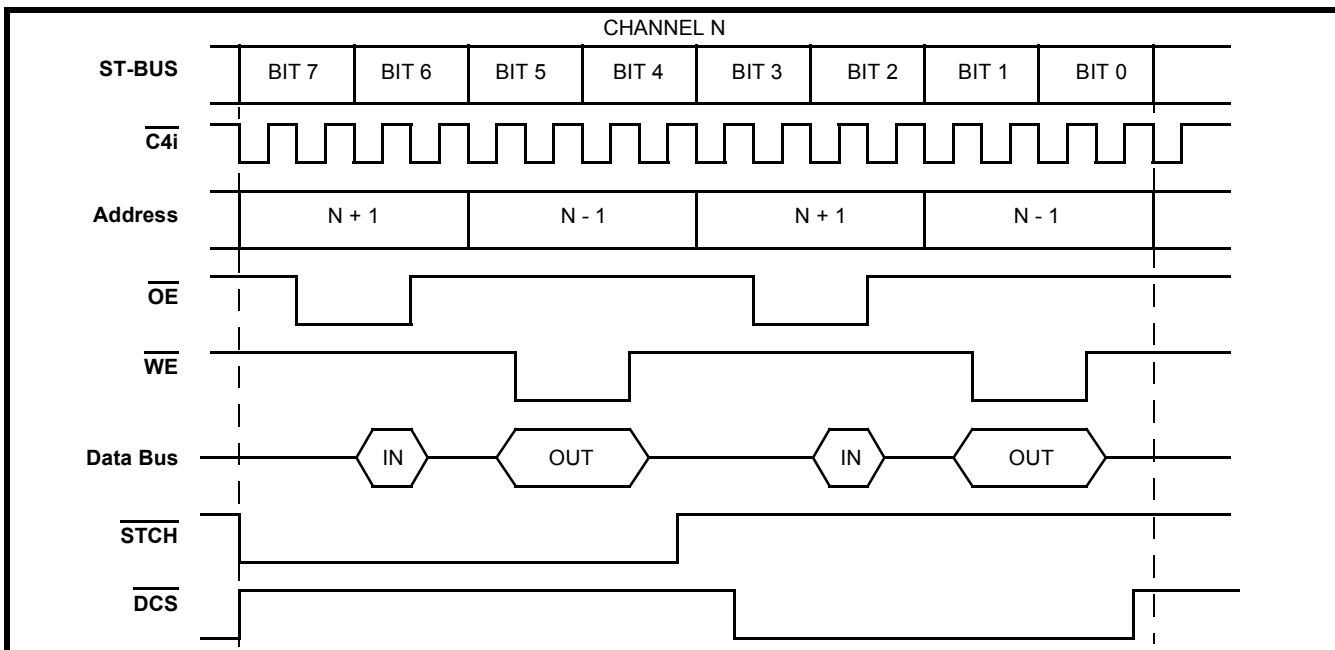 CHANNEL N
ST-BUS BIT 7 BIT 6 BIT 5 BIT 4 BIT 3 BIT 2 BIT 1 BIT 0
C4i
Address N + 1 N - 1 N + 1 N - 1
OE
WE
Data Bus IN OUT IN OUT
STCH
DCS